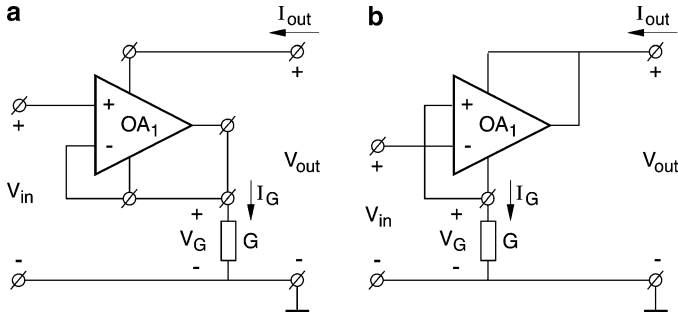 a
I_out
+
+
+
OA_1
-
V_in
V_out
I_G
+
V_G
G
-
-
-
b
I_out
+
+
+
OA_1
-
V_in
V_out
I_G
+
V_G
G
-
-
-